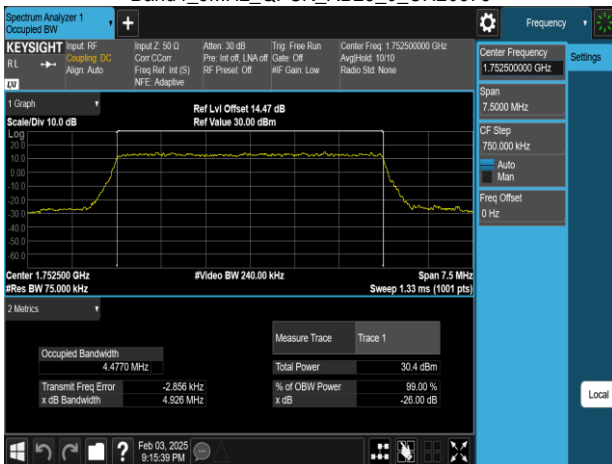 Spectrum Analyzer 1
Occupied BW
Frequency
KEYSIGHT
RL
LXI
Input: RF
Coupling: DC
Align: Auto
Input Z: 50 Ω
Corr CCorr
Freq Ref: Int (S)
NFE: Adaptive
Atten: 30 dB
Pre: Int off, LNA off
RF Presel: Off
Trig: Free Run
Gate: Off
#IF Gain: Low
Center Freq: 1.752500000 GHz
Avg|Hold: 10/10
Radio Std: None
Center Frequency
1.752500000 GHz
Settings
Span
7.5000 MHz
CF Step
750.000 kHz
Auto
Man
Freq Offset
0 Hz
Local
1 Graph
Scale/Div 10.0 dB
Ref Lvl Offset 14.47 dB
Ref Value 30.00 dBm
Log
20.0
10.0
0.00
-10.0
-20.0
-30.0
-40.0
-50.0
-60.0
Center 1.752500 GHz
#Res BW 75.000 kHz
#Video BW 240.00 kHz
Span 7.5 MHz
Sweep 1.33 ms (1001 pts)
2 Metrics
Measure Trace
Trace 1
Occupied Bandwidth
4.4770 MHz
Total Power
30.4 dBm
Transmit Freq Error
-2.856 kHz
% of OBW Power
99.00 %
x dB Bandwidth
4.926 MHz
x dB
-26.00 dB
?
Feb 03, 2025
9:15:39 PM